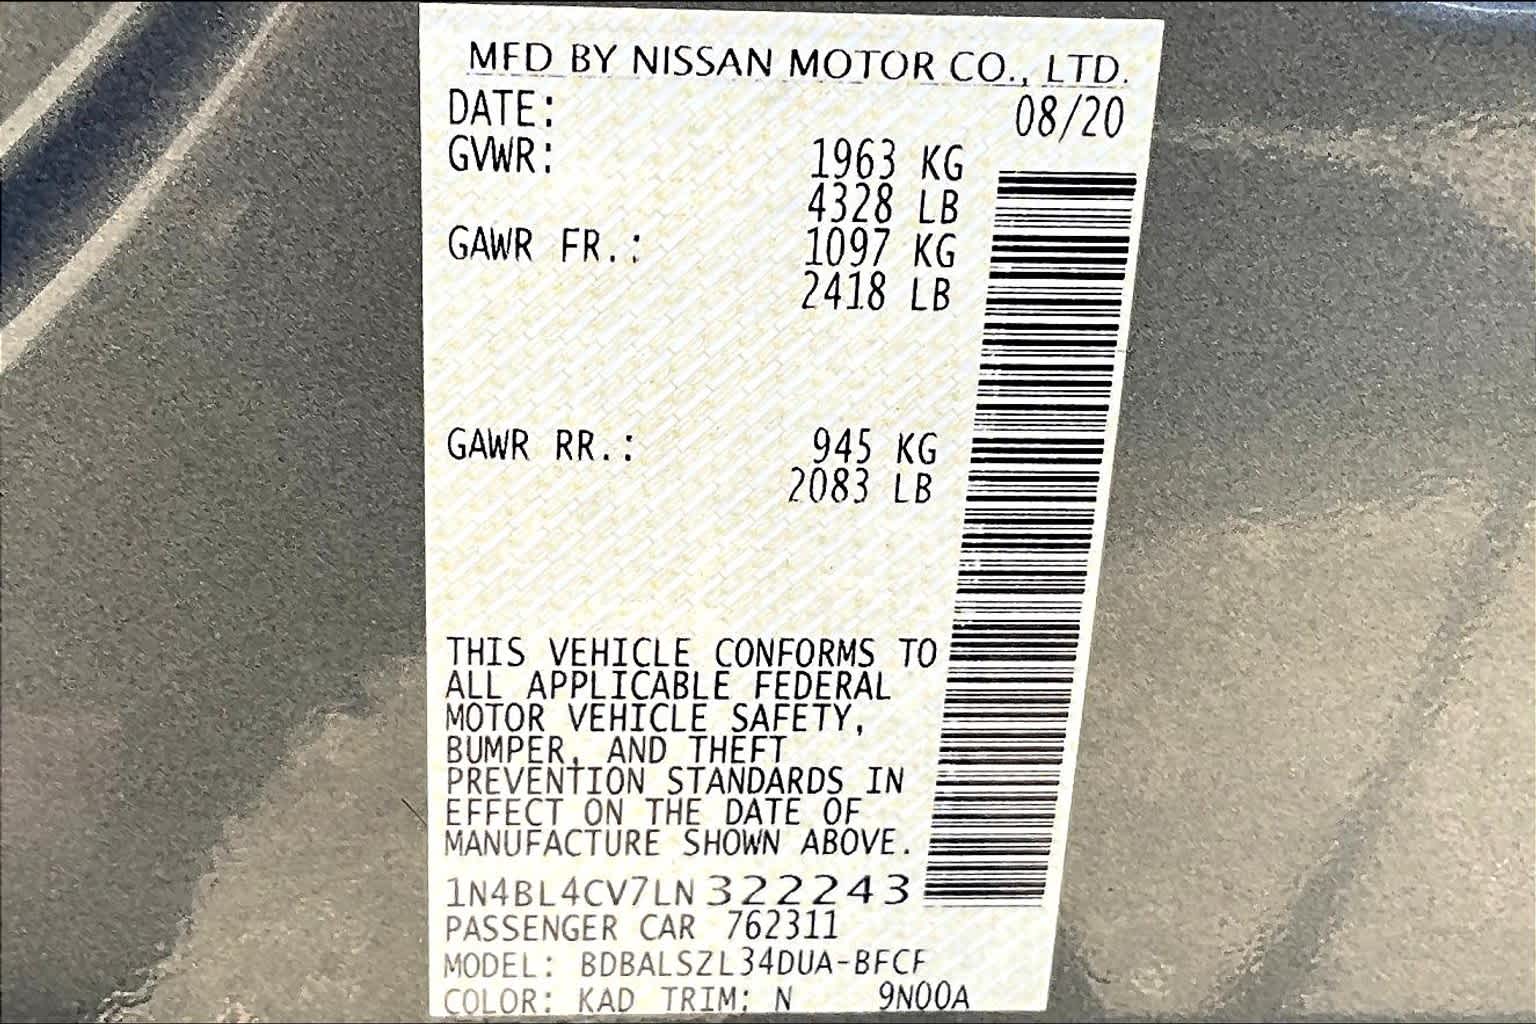 MFD BY NISSAN MOTOR CO., LTD.
DATE: 08/20
GVWR: 1963 KG
4328 LB
GAWR FR.: 1097 KG
2418 LB
GAWR RR.: 945 KG
2083 LB
THIS VEHICLE CONFORMS TO
ALL APPLICABLE FEDERAL
MOTOR VEHICLE SAFETY,
BUMPER, AND THEFT
PREVENTION STANDARDS IN
EFFECT ON THE DATE OF
MANUFACTURE SHOWN ABOVE.
1N4BL4CV7LN322243
PASSENGER CAR 762311
MODEL: BDBALSZL34DUA-BFCF
COLOR: KAD TRIM: N 9N00A